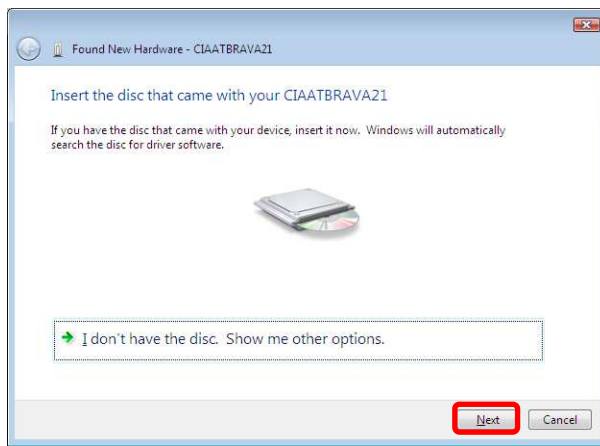 Found New Hardware - CIAATBRAVA21
Insert the disc that came with your CIAATBRAVA21
If you have the disc that came with your device, insert it now. Windows will automatically
search the disc for driver software.
I don't have the disc. Show me other options.
Next
Cancel